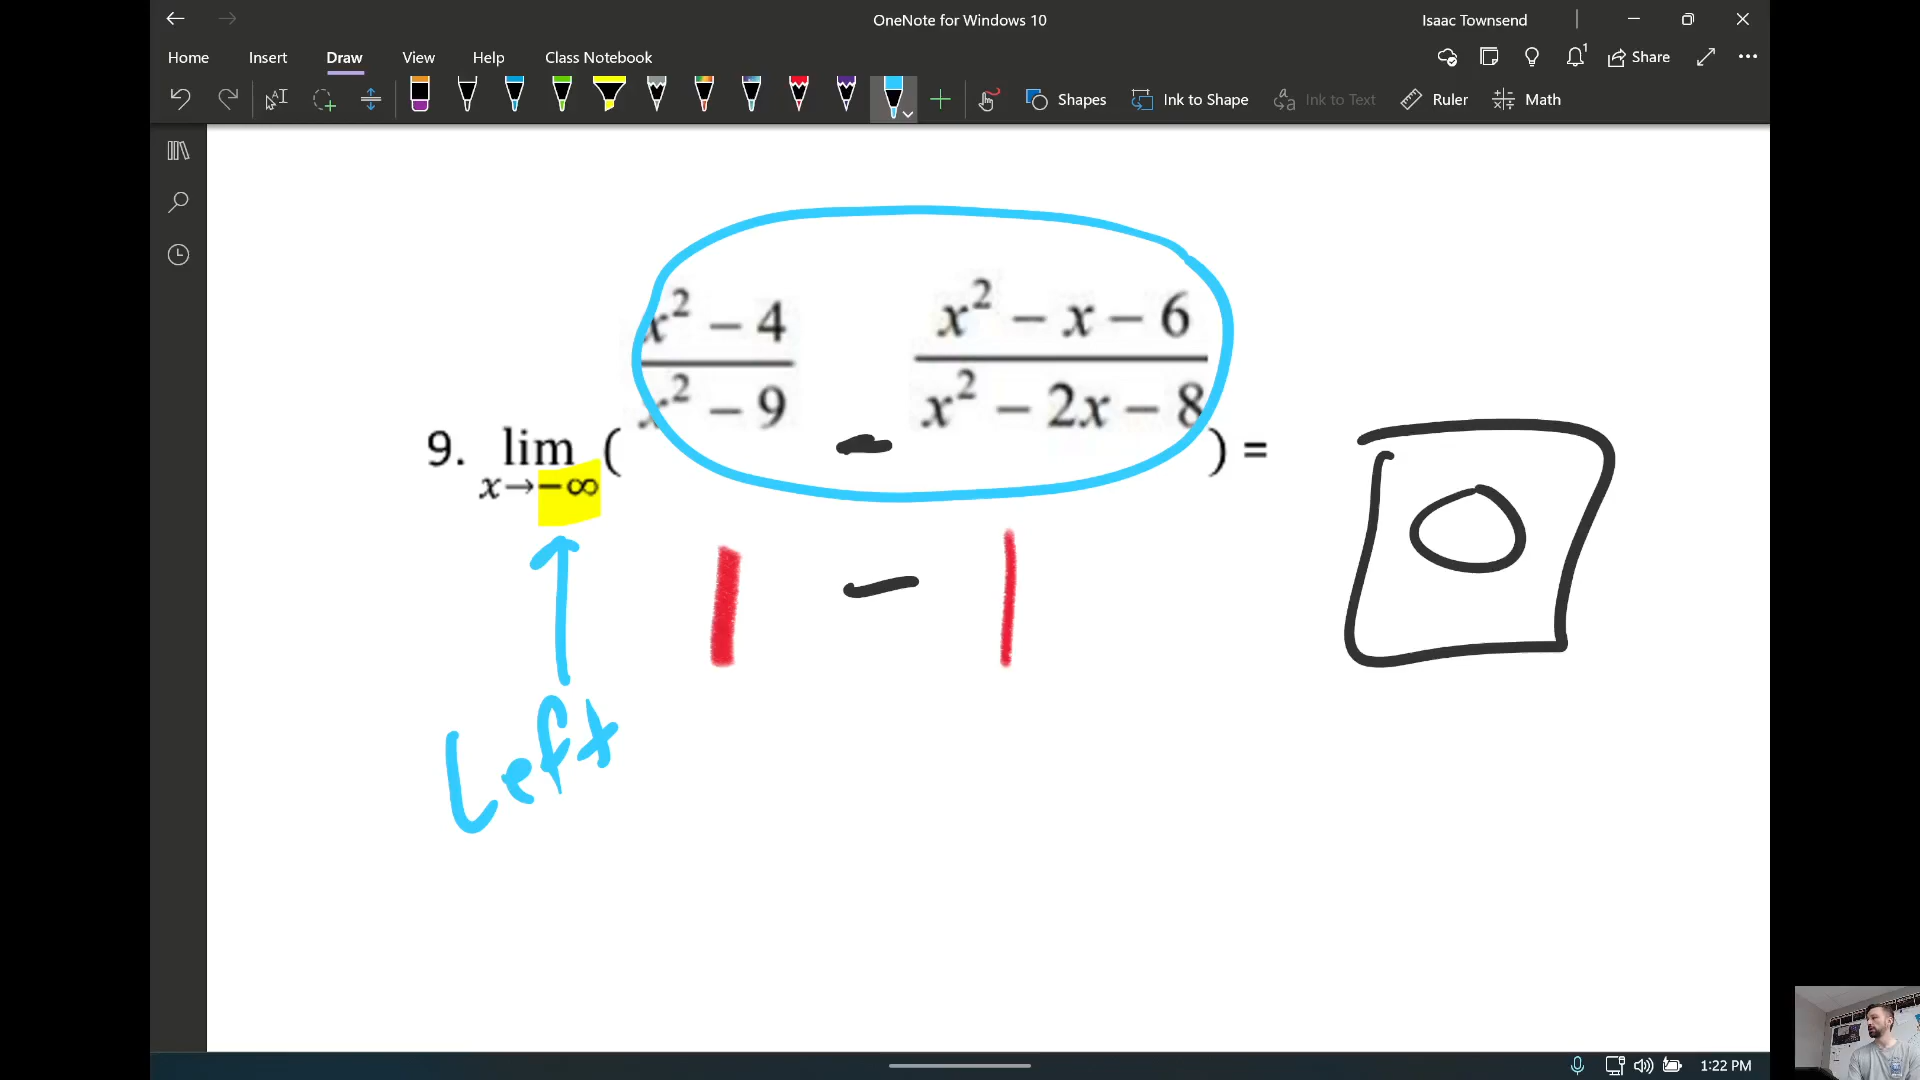 OneNote for Windows 10
Isaac Townsend
Home Insert Draw View Help Class Notebook
1
Share
Shapes Ink to Shape Ink to Text Ruler Math
9. lim x→−∞ ( (x² − 4)/(x² − 9) - (x² − x − 6)/(x² − 2x − 8) ) = 0
1 - 1
Left
1:22 PM